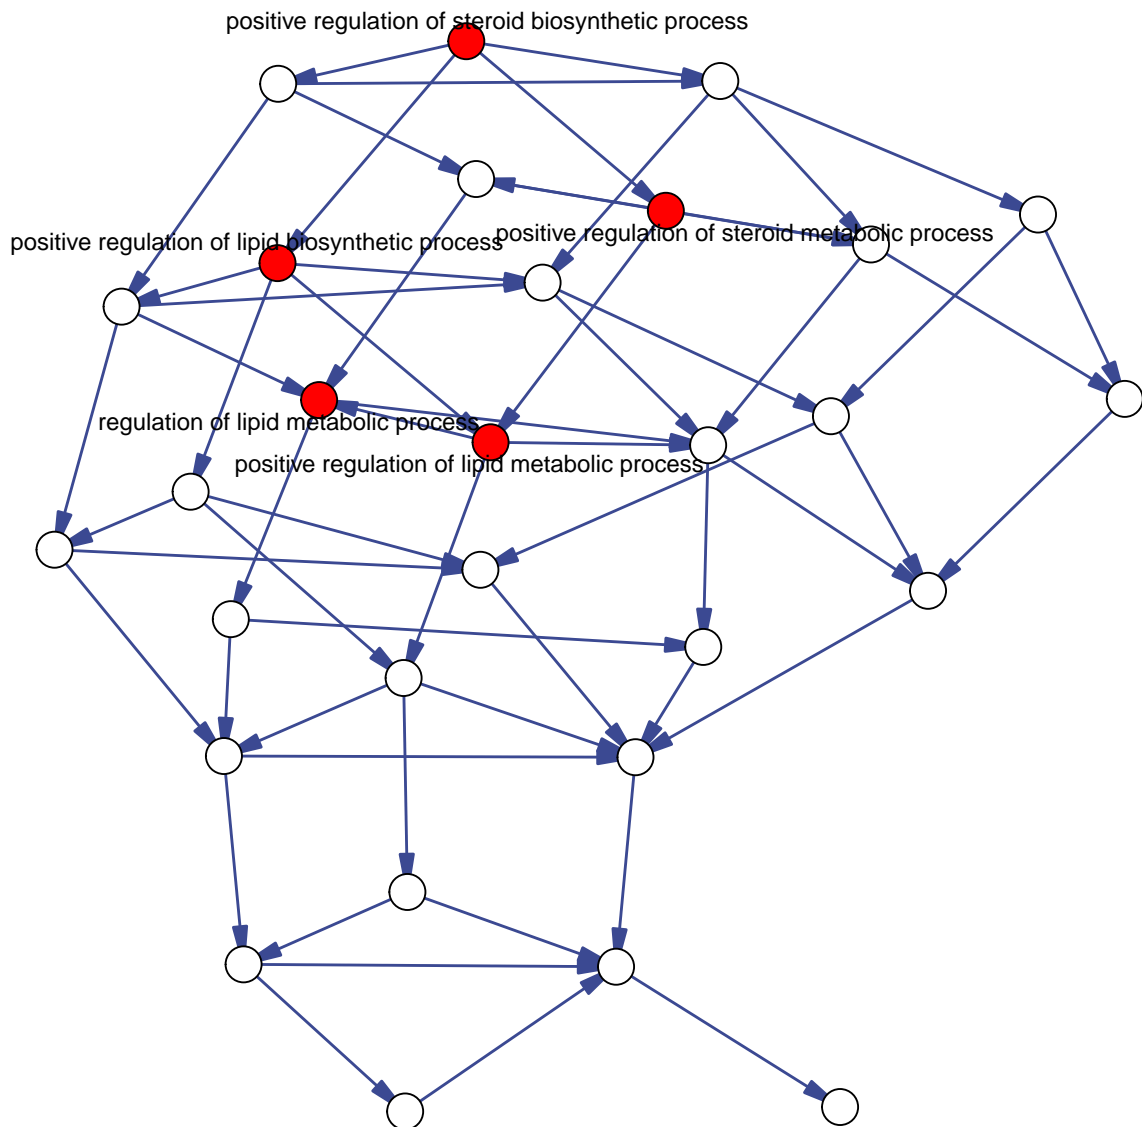 positive regulation of steroid biosynthetic process
positive regulation of lipid biosynthetic process
positive regulation of steroid metabolic process
regulation of lipid metabolic process
positive regulation of lipid metabolic process